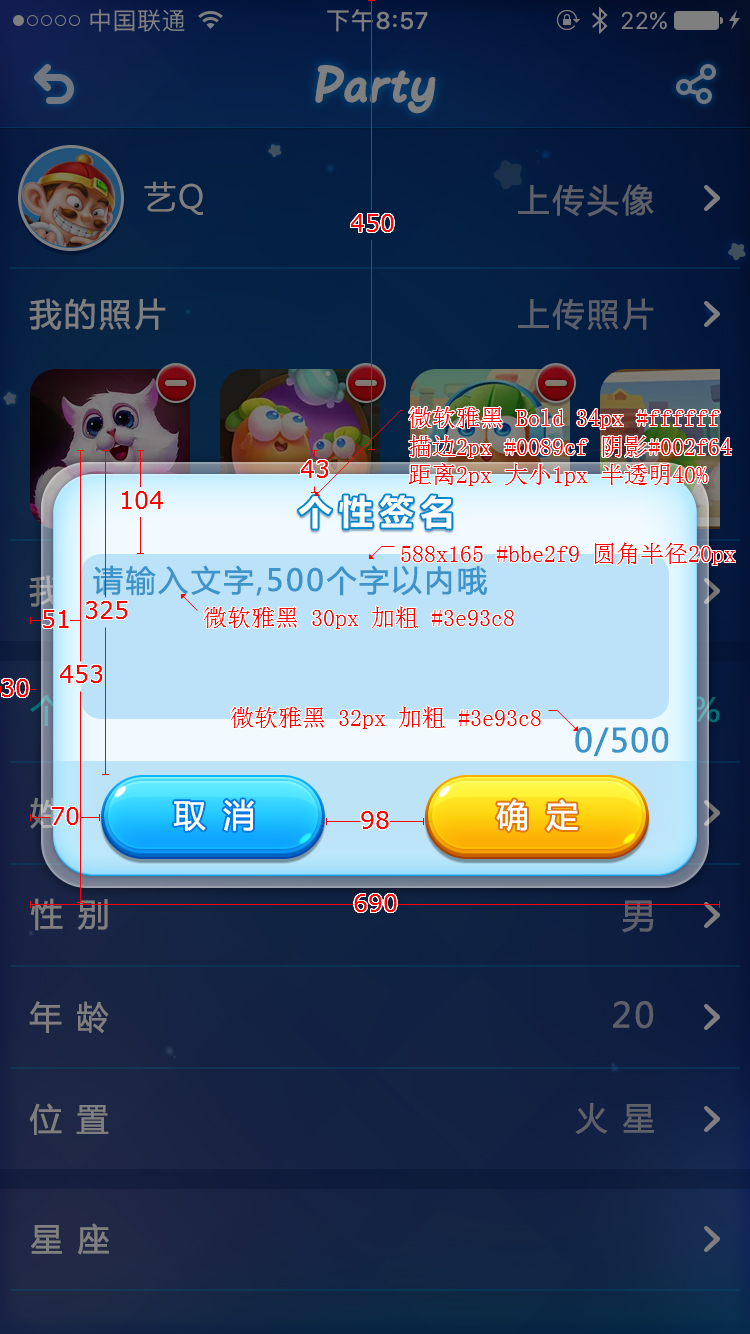 中国联通 下午8:57 22%
Party
艺Q 上传头像
450
我的照片 上传照片
微软雅黑 Bold 34px #ffffff
描边2px #0089cf 阴影#002f64
距离2px 大小1px 半透明40%
43
104
个性签名
588x165 #bbe2f9 圆角半径20px
请输入文字,500个字以内哦
我
51 325
微软雅黑 30px 加粗 #3e93c8
453
30
个 %
微软雅黑 32px 加粗 #3e93c8
0/500
姓 70 取消 98 确定
690
性别 男
年龄 20
位置 火星
星座